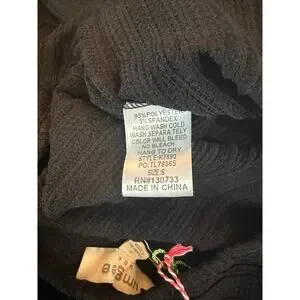 95%POLYESTER
5%SPANDEX
HAND WASH COLD
WASH SEPARATELY
COLOR WILL BLEED
NO BLEACH
HANG TO DRY
STYLE:K7892
PO:TL79365
SIZE:S
RN#130733
MADE IN CHINA